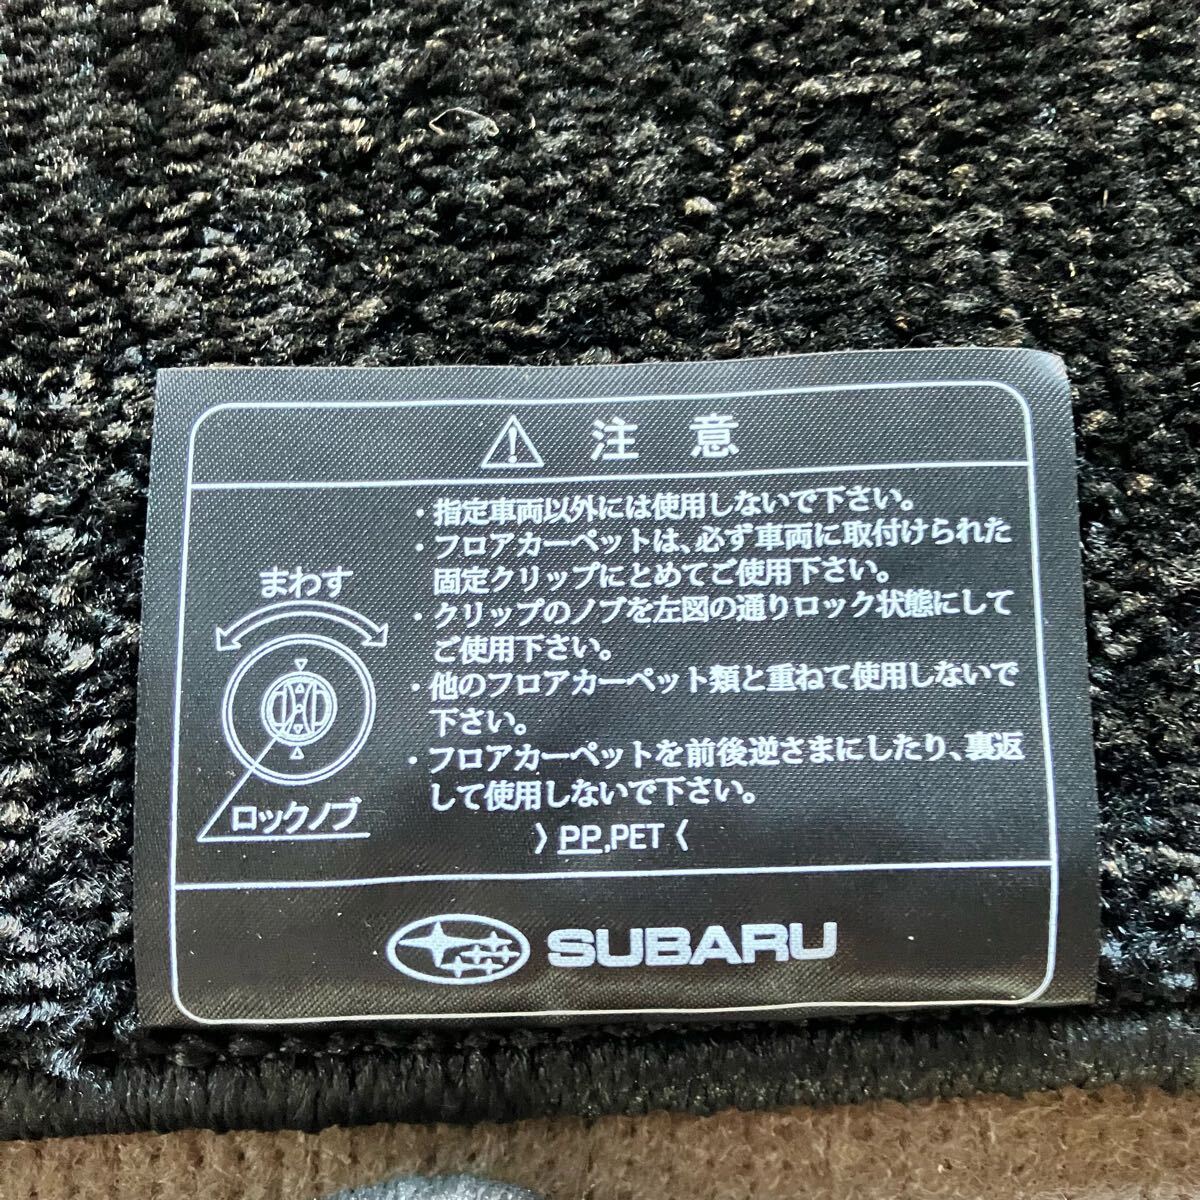 注 意
・指定車両以外には使用しないで下さい。
・フロアカーペットは、必ず車両に取付けられた
固定クリップにとめてご使用下さい。
・クリップのノブを左図の通りロック状態にして
ご使用下さい。
・他のフロアカーペット類と重ねて使用しないで
下さい。
・フロアカーペットを前後逆さまにしたり、裏返
して使用しないで下さい。
〉PP,PET〈
まわす
ロックノブ
SUBARU